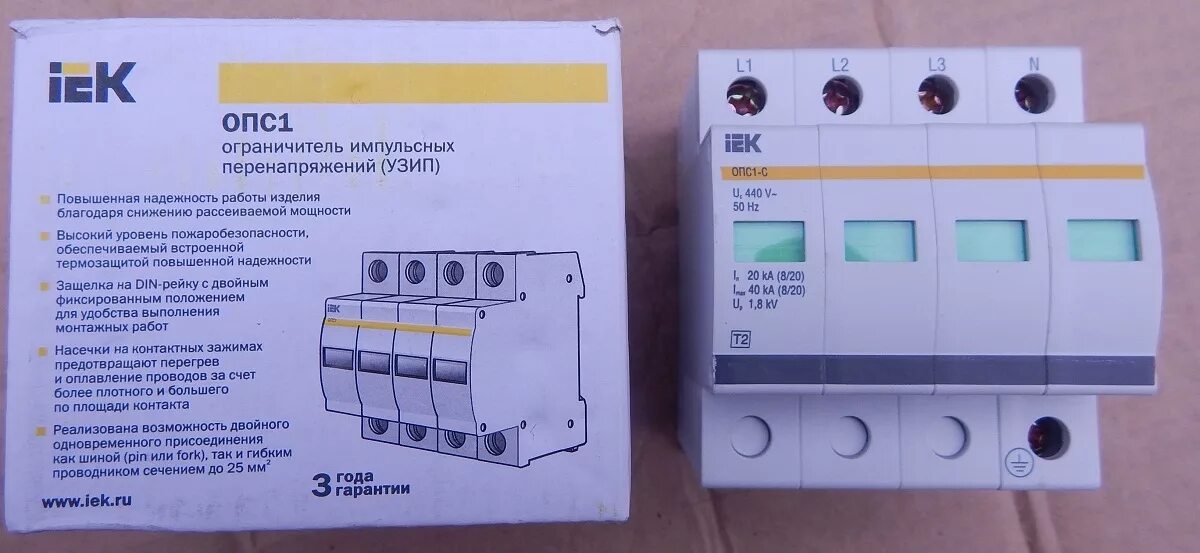 IEK
ОПС1
ограничитель импульсных
перенапряжений (УЗИП)
Повышенная надежность работы изделия
благодаря снижению рассеиваемой мощности
Высокий уровень пожаробезопасности,
обеспечиваемый встроенной
термозащитой повышенной надежности
Защелка на DIN-рейку с двойным
фиксированным положением
для удобства выполнения
монтажных работ
Насечки на контактных зажимах
предотвращают перегрев
и оплавление проводов за счет
более плотного и большего
по площади контакта
Реализована возможность двойного
одновременного присоединения
как шиной (pin или fork), так и гибким
проводником сечением до 25 мм²
www.iek.ru
3 года
гарантии
IEK
L1 L2 L3 N
IEK
ОПС1-C
Uc 440 V~
50 Hz
In 20 kA (8/20)
Imax 40 kA (8/20)
Up 1,8 kV
T2